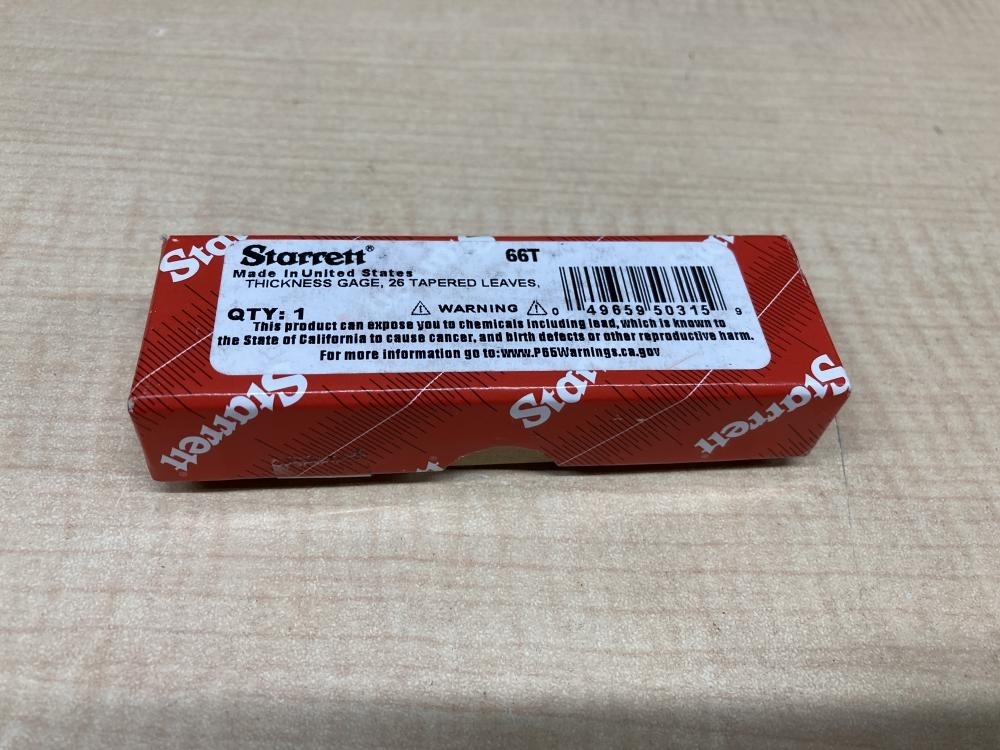 Starrett® 66T
Made in United States
THICKNESS GAGE, 26 TAPERED LEAVES,
QTY: 1
⚠ WARNING ⚠
0 49659 50315 9
This product can expose you to chemicals including lead, which is known to
the State of California to cause cancer, and birth defects or other reproductive harm.
For more information go to:www.P65Warnings.ca.gov
Starrett
Starrett
Starrett